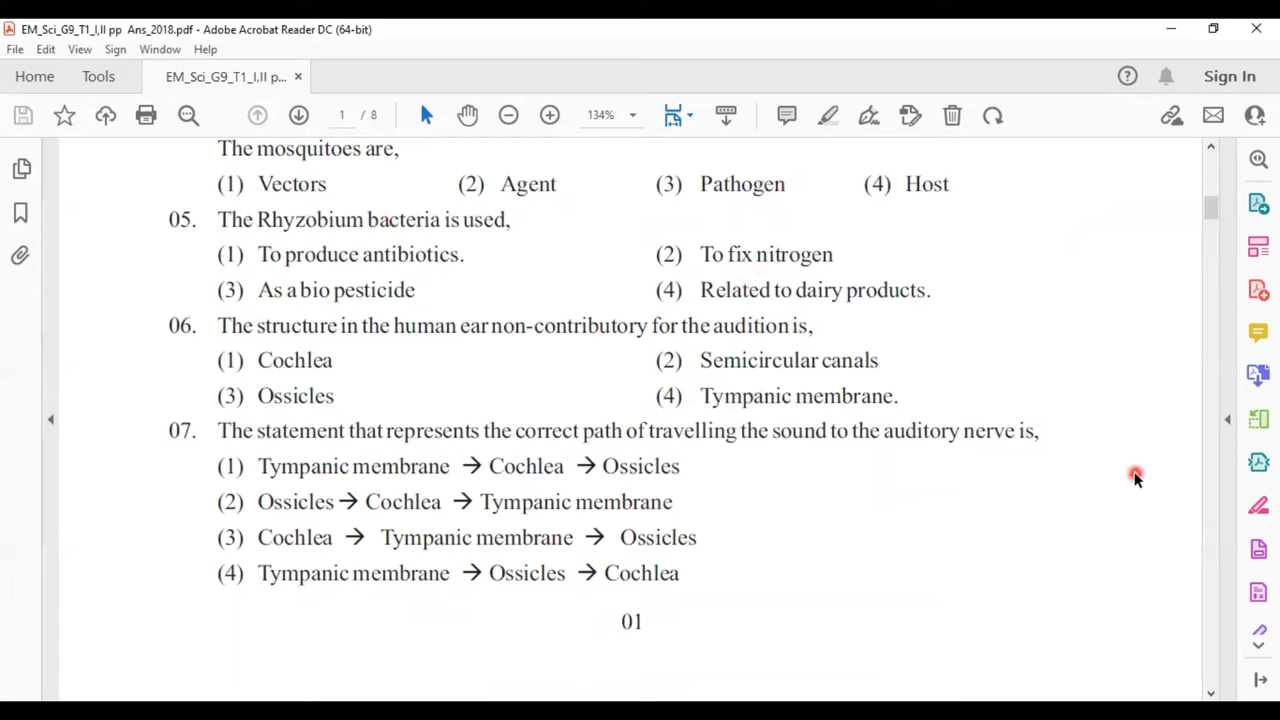 EM_Sci_G9_T1_I,II pp Ans_2018.pdf - Adobe Acrobat Reader DC (64-bit)
File Edit View Sign Window Help
Home Tools EM_Sci_G9_T1_I,II p... × Sign In
1 / 8 134%
The mosquitoes are,
(1) Vectors (2) Agent (3) Pathogen (4) Host
05. The Rhyzobium bacteria is used,
(1) To produce antibiotics. (2) To fix nitrogen
(3) As a bio pesticide (4) Related to dairy products.
06. The structure in the human ear non-contributory for the audition is,
(1) Cochlea (2) Semicircular canals
(3) Ossicles (4) Tympanic membrane.
07. The statement that represents the correct path of travelling the sound to the auditory nerve is,
(1) Tympanic membrane → Cochlea → Ossicles
(2) Ossicles → Cochlea → Tympanic membrane
(3) Cochlea → Tympanic membrane → Ossicles
(4) Tympanic membrane → Ossicles → Cochlea
01